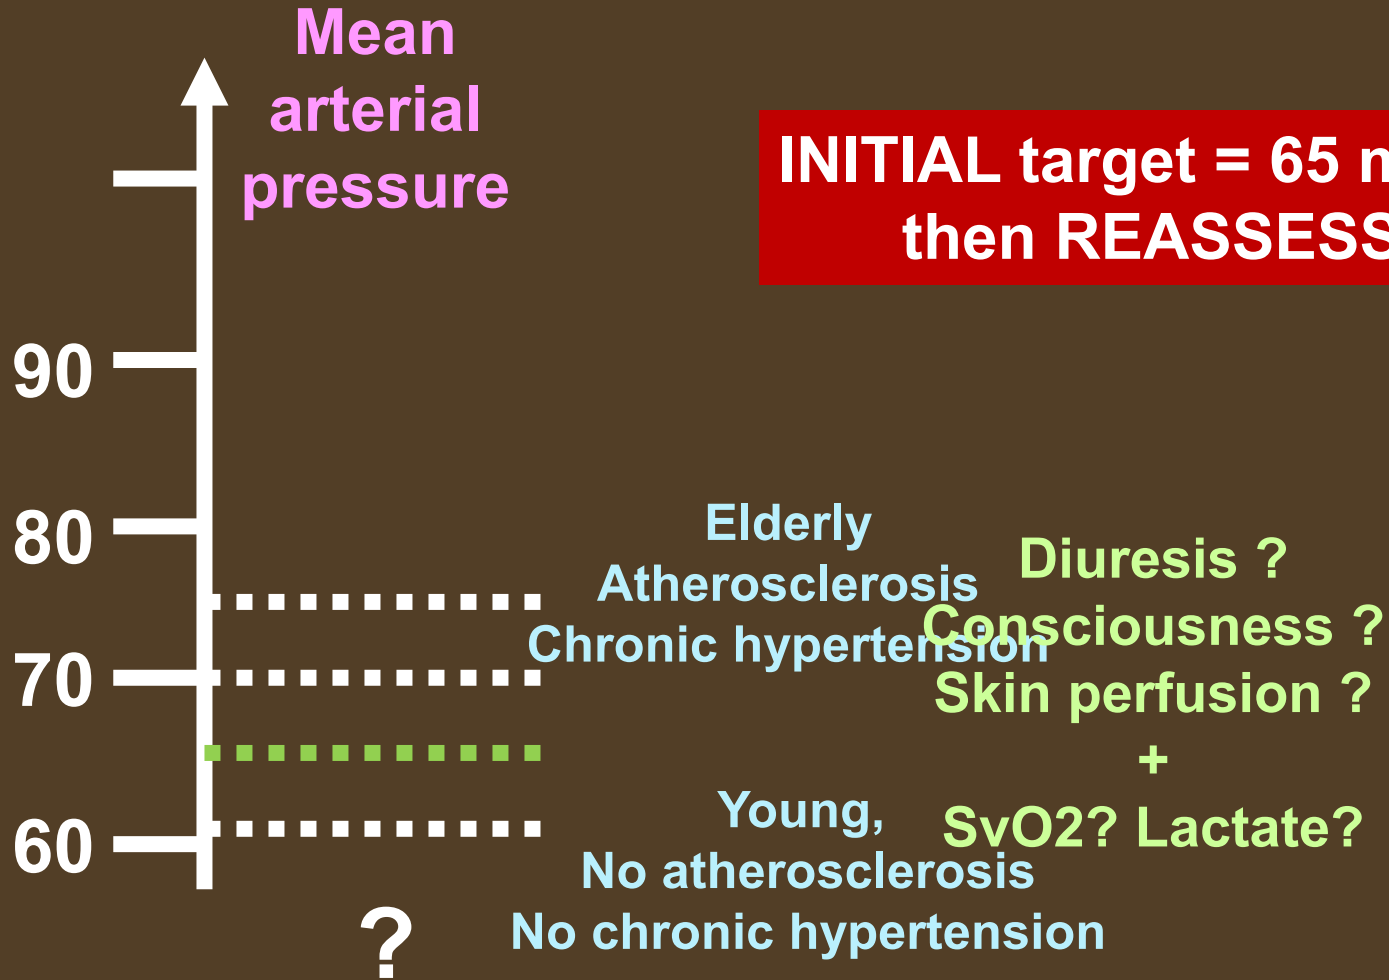 Mean
arterial
pressure
INITIAL target = 65
then REASSESS
90
80
70
60
Elderly
Atherosclerosis
Chronic hypertension
Diuresis ?
Consciousness ?
Skin perfusion ?
+
SvO2? Lactate?
Young,
No atherosclerosis
No chronic hypertension
?